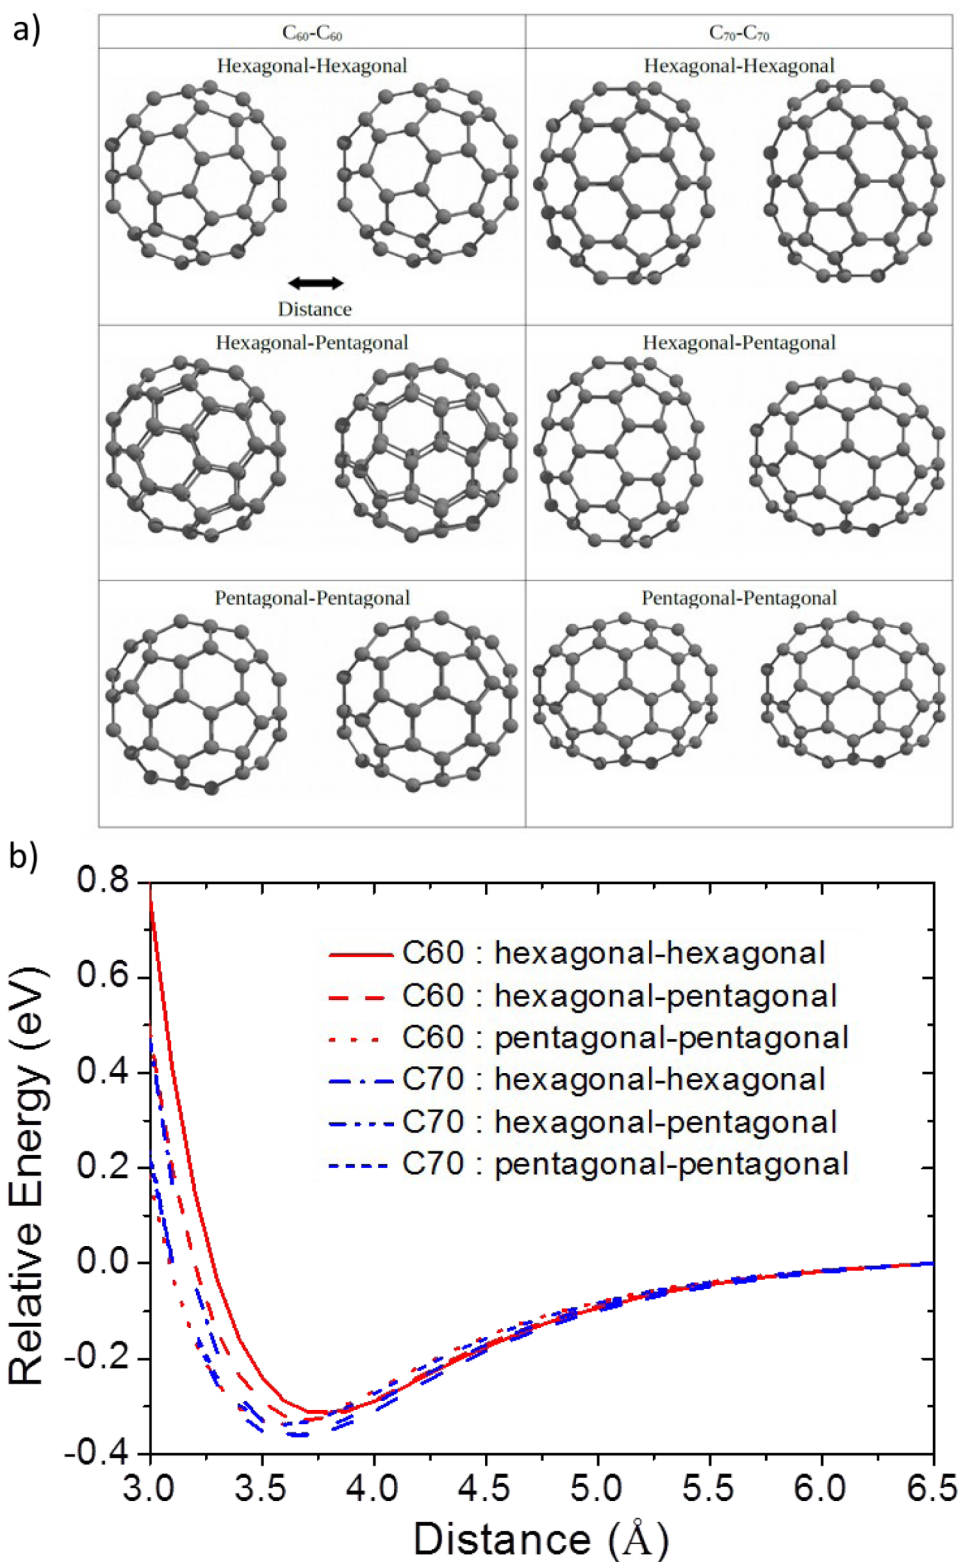 a)
C₆₀-C₆₀ C₇₀-C₇₀
Hexagonal-Hexagonal Hexagonal-Hexagonal
Distance
Hexagonal-Pentagonal Hexagonal-Pentagonal
Pentagonal-Pentagonal Pentagonal-Pentagonal
b)
0.8
0.6
0.4
0.2
0.0
-0.2
-0.4
Relative Energy (eV)
C60 : hexagonal-hexagonal
C60 : hexagonal-pentagonal
C60 : pentagonal-pentagonal
C70 : hexagonal-hexagonal
C70 : hexagonal-pentagonal
C70 : pentagonal-pentagonal
3.0 3.5 4.0 4.5 5.0 5.5 6.0 6.5
Distance (Å)